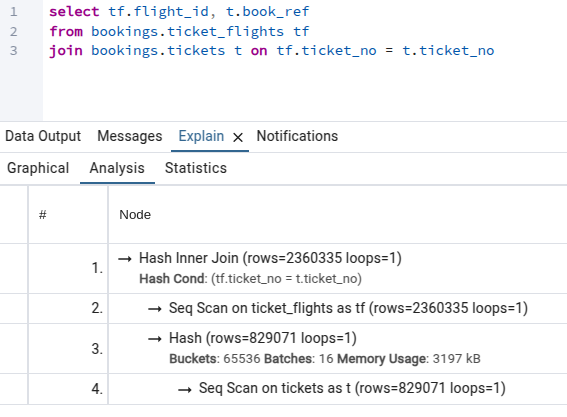 1 select tf.flight_id, t.book_ref
2 from bookings.ticket_flights tf
3 join bookings.tickets t on tf.ticket_no = t.ticket_no
Data Output Messages Explain × Notifications
Graphical Analysis Statistics
# Node
1. → Hash Inner Join (rows=2360335 loops=1)
Hash Cond: (tf.ticket_no = t.ticket_no)
2. → Seq Scan on ticket_flights as tf (rows=2360335 loops=1)
3. → Hash (rows=829071 loops=1)
Buckets: 65536 Batches: 16 Memory Usage: 3197 kB
4. → Seq Scan on tickets as t (rows=829071 loops=1)